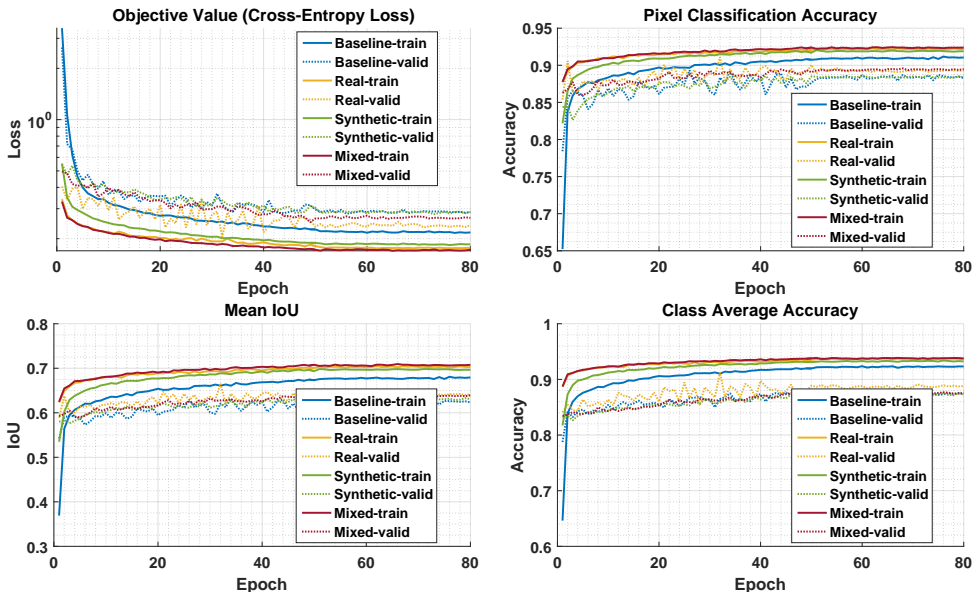 Objective Value (Cross-Entropy Loss)
Loss
10^0
Baseline-train
Baseline-valid
Real-train
Real-valid
Synthetic-train
Synthetic-valid
Mixed-train
Mixed-valid
0 20 40 60 80
Epoch
Pixel Classification Accuracy
Accuracy
0.95
0.9
0.85
0.8
0.75
0.7
0.65
Baseline-train
Baseline-valid
Real-train
Real-valid
Synthetic-train
Synthetic-valid
Mixed-train
Mixed-valid
0 20 40 60 80
Epoch
Mean IoU
IoU
0.8
0.7
0.6
0.5
0.4
0.3
Baseline-train
Baseline-valid
Real-train
Real-valid
Synthetic-train
Synthetic-valid
Mixed-train
Mixed-valid
0 20 40 60 80
Epoch
Class Average Accuracy
Accuracy
1
0.9
0.8
0.7
0.6
Baseline-train
Baseline-valid
Real-train
Real-valid
Synthetic-train
Synthetic-valid
Mixed-train
Mixed-valid
0 20 40 60 80
Epoch